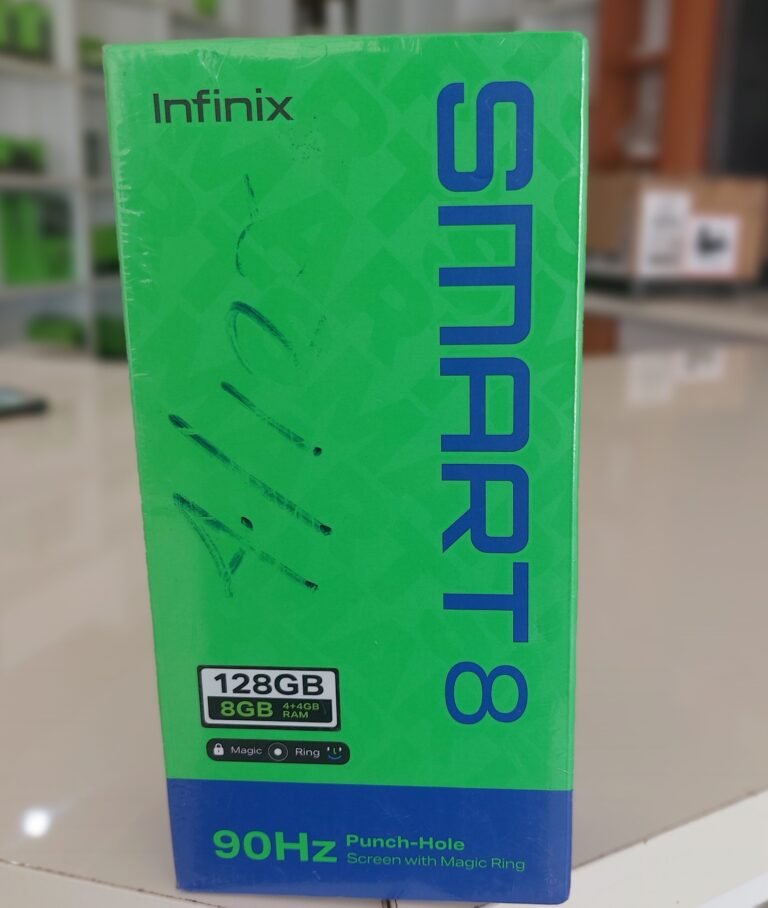 Infinix
SMART 8
128GB
8GB 4+4GB
RAM
Magic Ring
90Hz Punch-Hole
Screen with Magic Ring